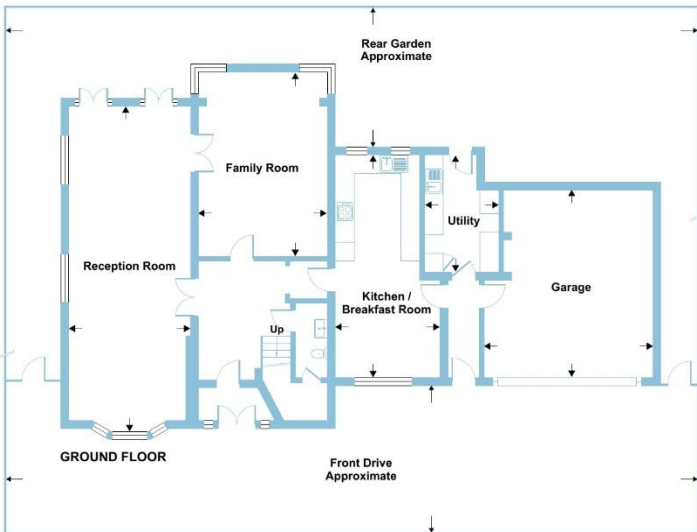 Rear Garden
Approximate
Family Room
Utility
Reception Room
Garage
Kitchen /
Breakfast Room
Up
GROUND FLOOR
Front Drive
Approximate